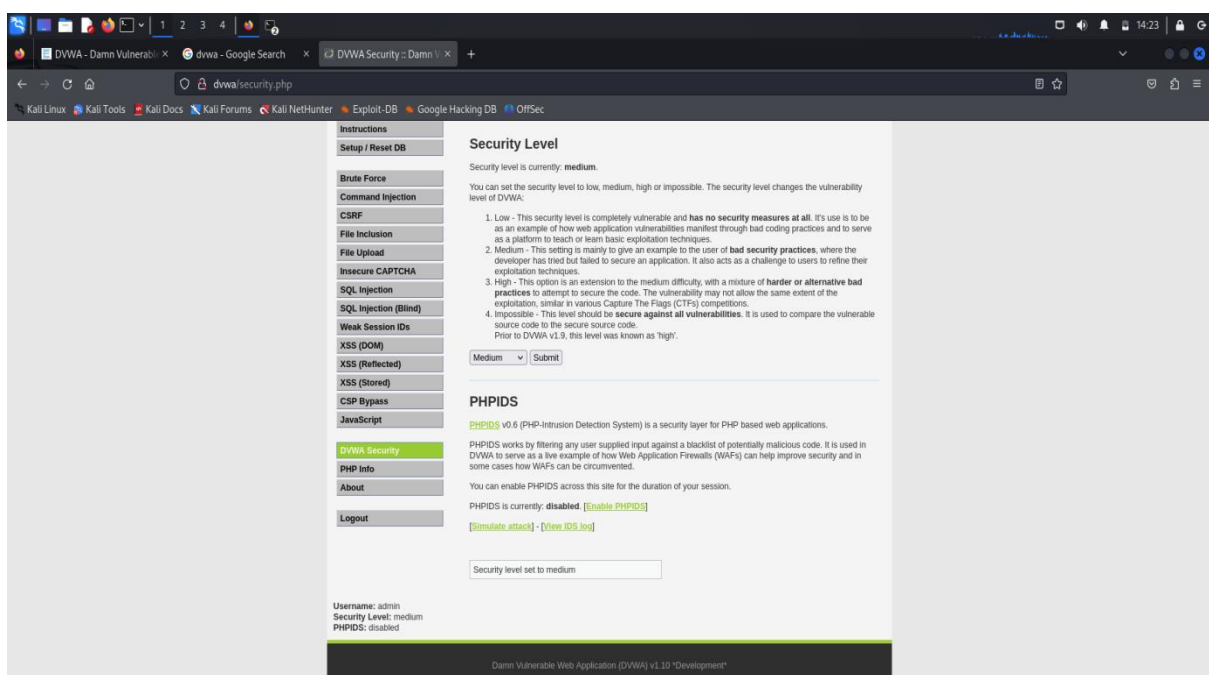 1 2 3 4
14:23
DVWA - Damn Vulnerable
dvwa - Google Search
DVWA Security :: Damn V
dvwa/security.php
Kali Linux Kali Tools Kali Docs Kali Forums Kali NetHunter Exploit-DB Google Hacking DB OffSec
Instructions
Setup / Reset DB
Brute Force
Command Injection
CSRF
File Inclusion
File Upload
Insecure CAPTCHA
SQL Injection
SQL Injection (Blind)
Weak Session IDs
XSS (DOM)
XSS (Reflected)
XSS (Stored)
CSP Bypass
JavaScript
DVWA Security
PHP Info
About
Logout
Security Level
Security level is currently: medium.
You can set the security level to low, medium, high or impossible. The security level changes the vulnerability
level of DVWA:
1. Low - This security level is completely vulnerable and has no security measures at all. It's use is to be
as an example of how web application vulnerabilities manifest through bad coding practices and to serve
as a platform to teach or learn basic exploitation techniques.
2. Medium - This setting is mainly to give an example to the user of bad security practices, where the
developer has tried but failed to secure an application. It also acts as a challenge to users to refine their
exploitation techniques.
3. High - This option is an extension to the medium difficulty, with a mixture of harder or alternative bad
practices to attempt to secure the code. The vulnerability may not allow the same extent of the
exploitation, similar in various Capture The Flags (CTFs) competitions.
4. Impossible - This level should be secure against all vulnerabilities. It is used to compare the vulnerable
source code to the secure source code.
Prior to DVWA v1.9, this level was known as 'high'.
Medium Submit
PHPIDS
PHPIDS v0.6 (PHP-Intrusion Detection System) is a security layer for PHP based web applications.
PHPIDS works by filtering any user supplied input against a blacklist of potentially malicious code. It is used in
DVWA to serve as a live example of how Web Application Firewalls (WAFs) can help improve security and in
some cases how WAFs can be circumvented.
You can enable PHPIDS across this site for the duration of your session.
PHPIDS is currently: disabled. [Enable PHPIDS]
[Simulate attack] - [View IDS log]
Security level set to medium
Username: admin
Security Level: medium
PHPIDS: disabled
Damn Vulnerable Web Application (DVWA) v1.10 *Development*